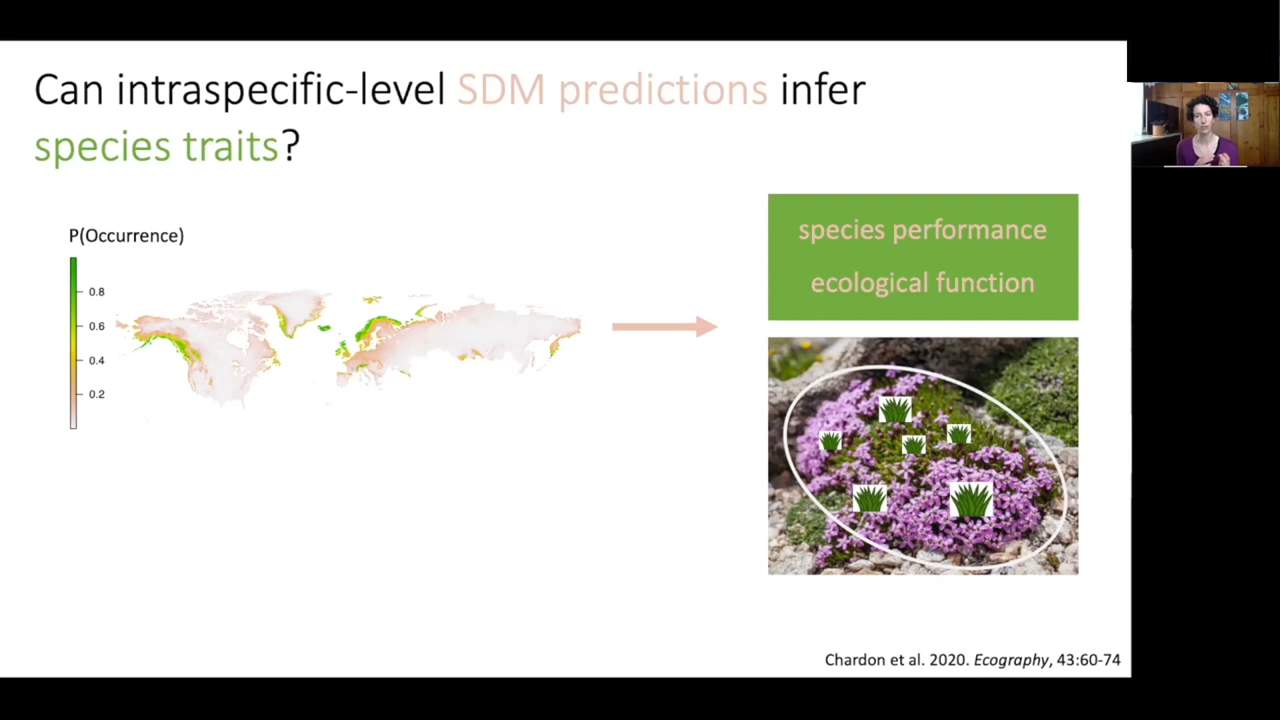 Can intraspecific-level SDM predictions infer
species traits?
P(Occurrence)
0.8
0.6
0.4
0.2
species performance
ecological function
Chardon et al. 2020. Ecography, 43:60-74